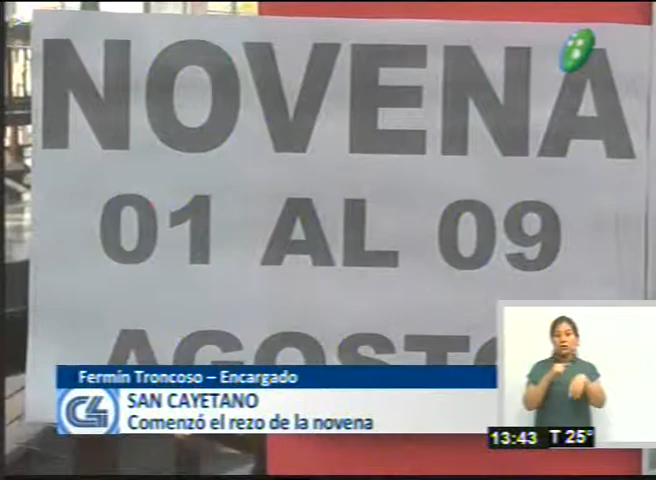 NOVENA
01 AL 09
AGOSTO
Fermín Troncoso – Encargado
C4
SAN CAYETANO
Comenzó el rezo de la novena
13:43 T 25°